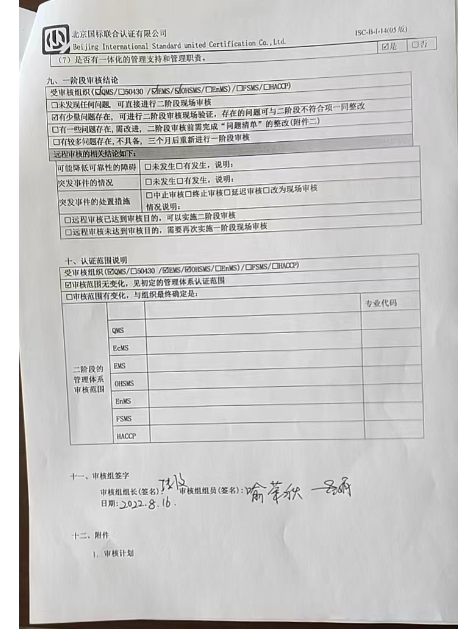 北京国标联合认证有限公司
ISC-B-I-14(05版)
Beijing International Standard united Certification Co.,Ltd.
(7) 是否有一体化的管理支持和管理职责。 ☑是 □否
九、一阶段审核结论
受审核组织(☑QMS/□50430 /☑EMS/☑OHSMS/□EnMS)/□FSMS/□HACCP)
□未发现任何问题, 可直接进行二阶段现场审核
☑有少量问题存在, 可进行二阶段审核现场验证, 存在的问题可与二阶段不符合项一同整改
□有一些问题存在,需改进, 二阶段审核前需完成“问题清单”的整改(附件二)
□有较多问题存在,不具备, 三个月后重新进行一阶段审核
远程审核的相关结论如下:
可能降低可靠性的障碍 □未发生□有发生, 说明:
突发事件的情况 □未发生□有发生, 说明:
突发事件的处置措施 □中止审核□终止审核□延迟审核□改为现场审核
情况说明:
□远程审核已达到审核目的, 可以实施二阶段审核
□远程审核未达到审核目的, 需要再次实施一阶段现场审核
十、认证范围说明
受审核组织(☑QMS/□50430 /☑EMS/☑OHSMS/□EnMS)/□FSMS/□HACCP)
☑审核范围无变化, 见初定的管理体系认证范围
□审核范围有变化, 与组织最终确定是:
专业代码
二阶段的
管理体系
审核范围
QMS
EcMS
EMS
OHSMS
EnMS
FSMS
HACCP
十一、审核组签字
审核组组长(签名): 审核组组员(签名):喻荣秋
日期:2022.8.16.
十二、附件
1. 审核计划